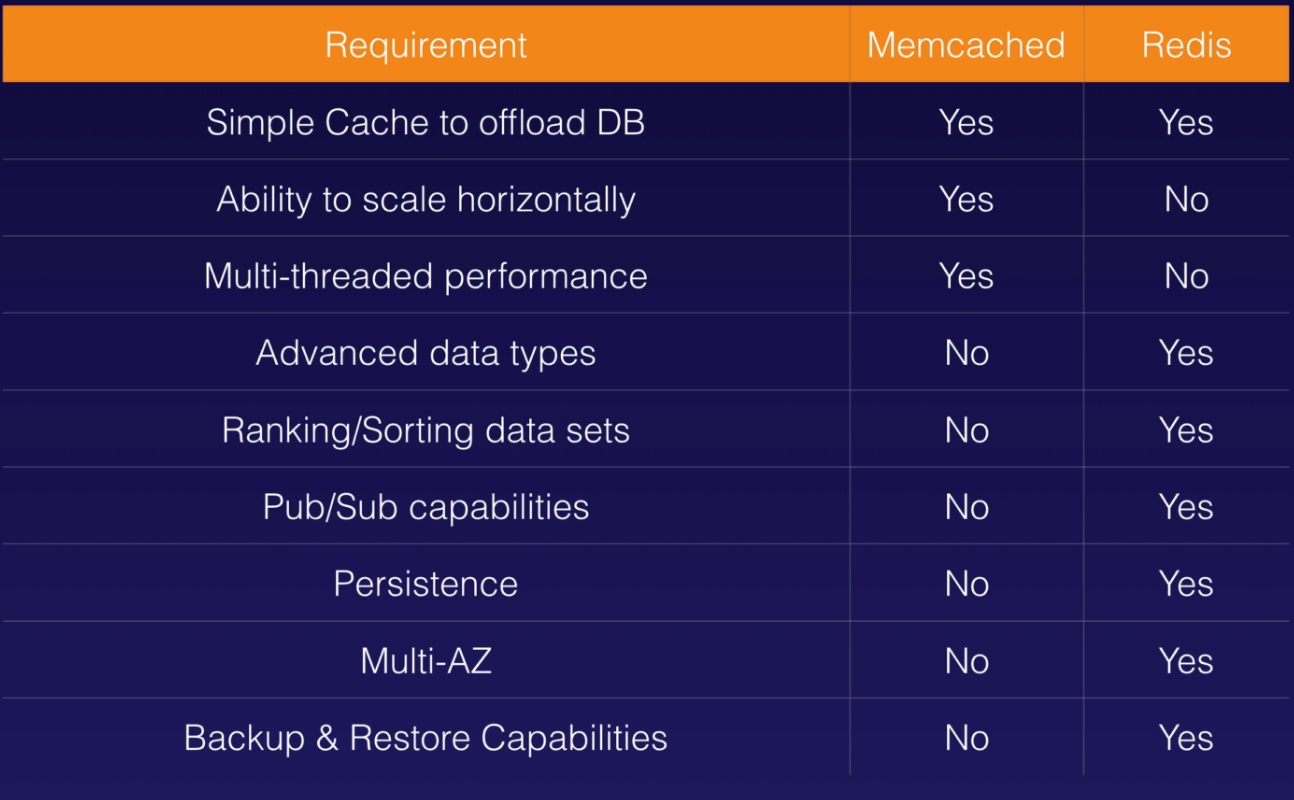 Requirement Memcached Redis
Simple Cache to offload DB Yes Yes
Ability to scale horizontally Yes No
Multi-threaded performance Yes No
Advanced data types No Yes
Ranking/Sorting data sets No Yes
Pub/Sub capabilities No Yes
Persistence No Yes
Multi-AZ No Yes
Backup & Restore Capabilities No Yes